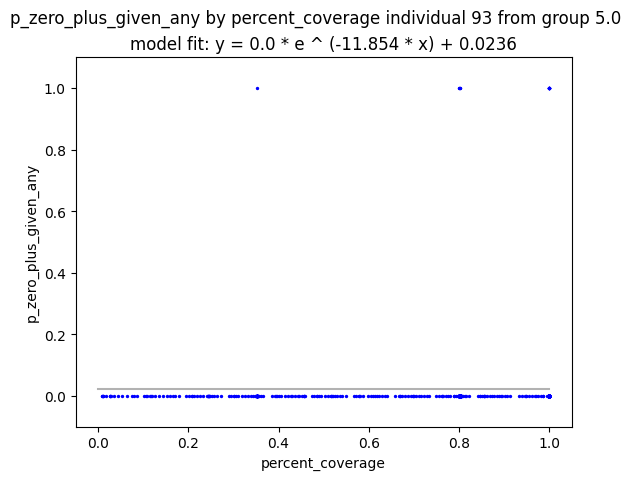 p_zero_plus_given_any by percent_coverage individual 93 from group 5.0
model fit: y = 0.0 * e ^ (-11.854 * x) + 0.0236
1.0
0.8
0.6
0.4
0.2
0.0
p_zero_plus_given_any
0.0 0.2 0.4 0.6 0.8 1.0
percent_coverage